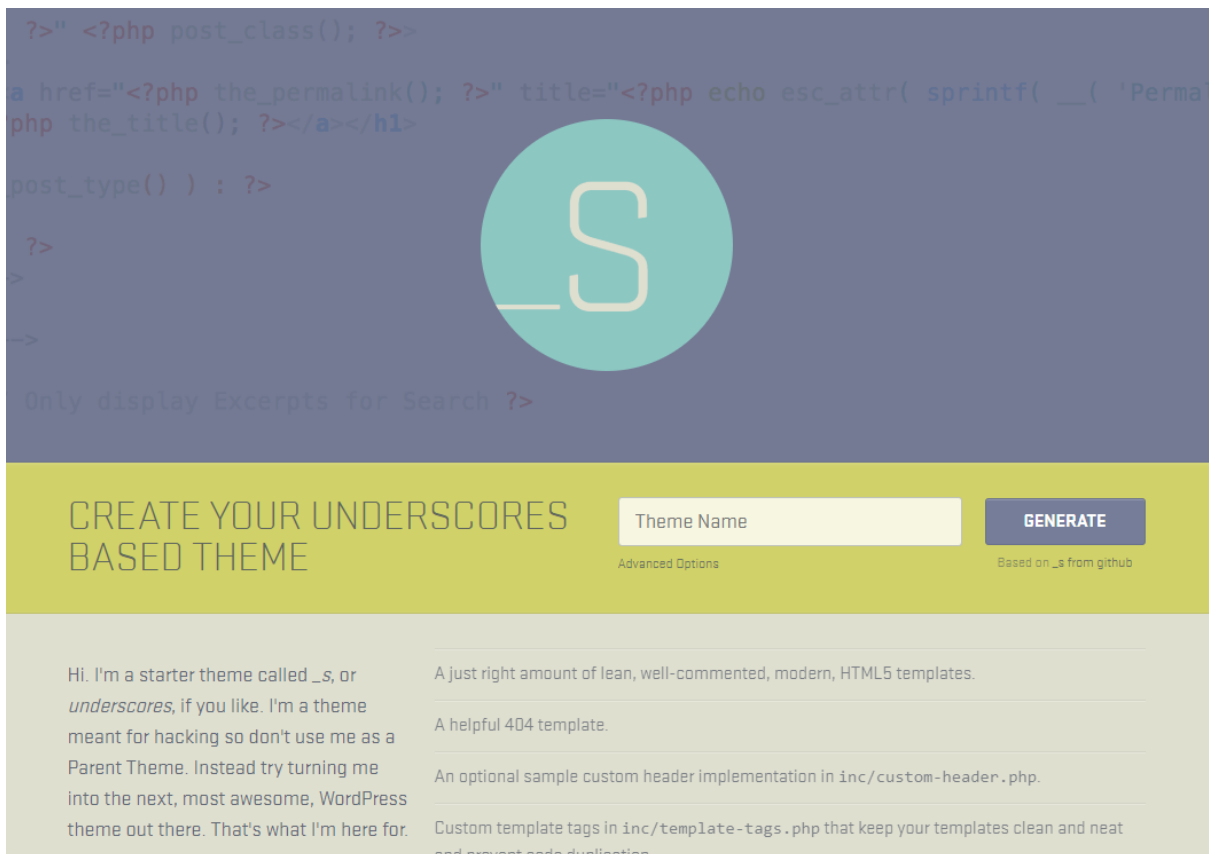 ?>" <?php post_class(); ?>>
a href="<?php the_permalink(); ?>" title="<?php echo esc_attr( sprintf( __( 'Permal
php the_title(); ?></a></h1>
post_type() ) : ?>
?>
>
-->
Only display Excerpts for Search ?>
_S
CREATE YOUR UNDERSCORES
BASED THEME
Theme Name
GENERATE
Advanced Options
Based on _s from github
Hi. I'm a starter theme called _s, or
underscores, if you like. I'm a theme
meant for hacking so don't use me as a
Parent Theme. Instead try turning me
into the next, most awesome, WordPress
theme out there. That's what I'm here for.
A just right amount of lean, well-commented, modern, HTML5 templates.
A helpful 404 template.
An optional sample custom header implementation in inc/custom-header.php.
Custom template tags in inc/template-tags.php that keep your templates clean and neat
and prevent code duplication.